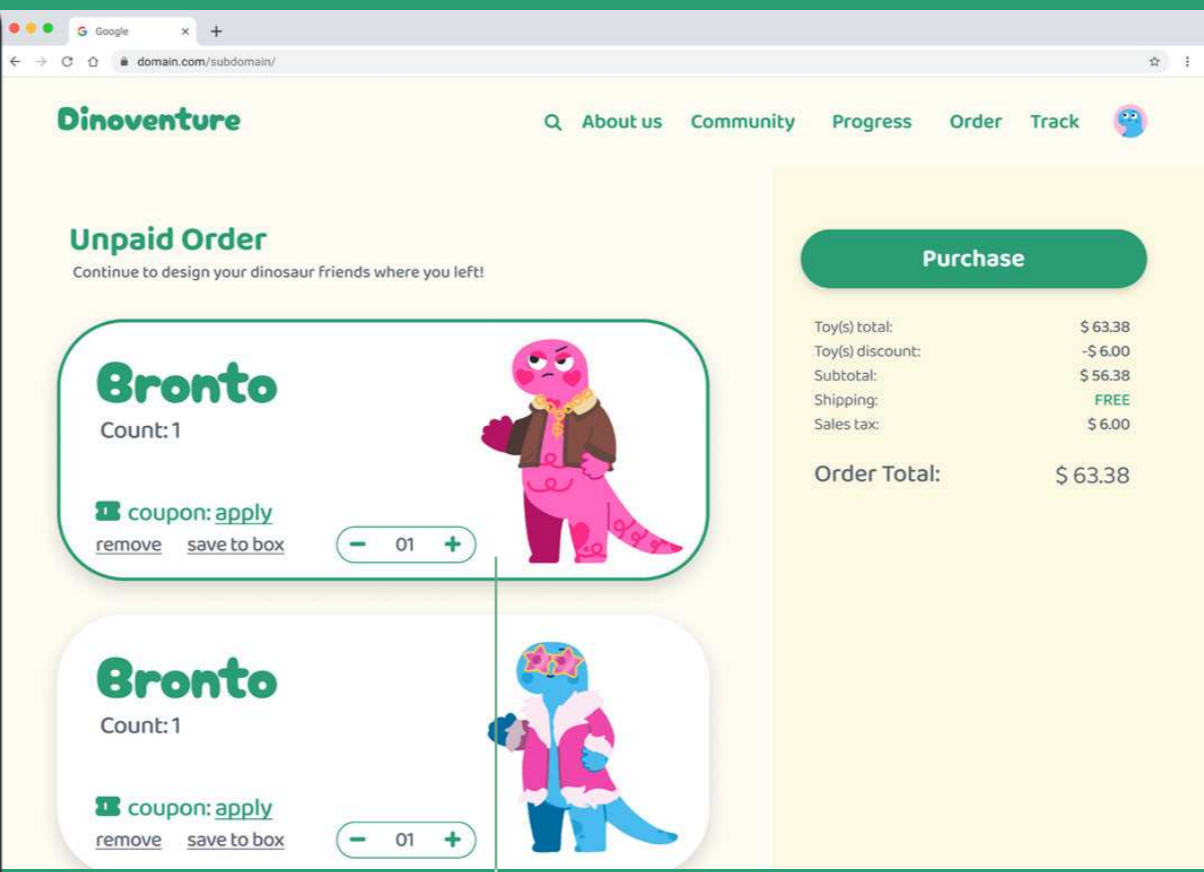 Google
domain.com/subdomain/
Dinoventure
About us Community Progress Order Track
Unpaid Order
Continue to design your dinosaur friends where you left!
Bronto
Count: 1
coupon: apply
remove save to box − 01 +
Bronto
Count: 1
coupon: apply
remove save to box − 01 +
Purchase
Toy(s) total: $ 63.38
Toy(s) discount: -$ 6.00
Subtotal: $ 56.38
Shipping: FREE
Sales tax: $ 6.00
Order Total: $ 63.38